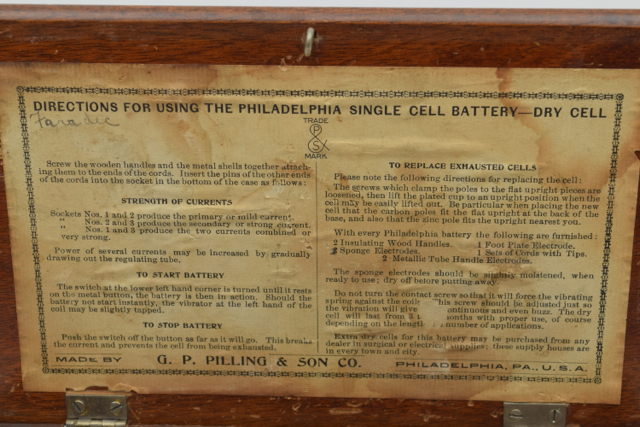 DIRECTIONS FOR USING THE PHILADELPHIA SINGLE CELL BATTERY—DRY CELL
Faradic
TRADE
P
S
MARK
Screw the wooden handles and the metal shells together attach-
ing them to the ends of the cords. Insert the pins of the other ends
of the cords into the socket in the bottom of the case as follows:
STRENGTH OF CURRENTS
Sockets Nos. 1 and 2 produce the primary or mild current.
" Nos. 2 and 3 produce the secondary or strong current.
" Nos. 1 and 3 produce the two currents combined or
very strong.
Power of several currents may be increased by gradually
drawing out the regulating tube.
TO START BATTERY
The switch at the lower left hand corner is turned until it rests
on the metal button, the battery is then in action. Should the
battery not start instantly, the vibrator at the left hand of the
coil may be slightly tapped.
TO STOP BATTERY
Push the switch off the button as far as it will go. This breaks
the current and prevents the cell from being exhausted.
TO REPLACE EXHAUSTED CELLS
Please note the following directions for replacing the cell:
The screws which clamp the poles to the flat upright pieces are
loosened, then lift the plated cup to an upright position when the
cell may be easily lifted out. Be particular when placing the new
cell that the carbon poles fit the flat upright at the back of the
base, and also that the zinc pole fits the upright nearest you.
With every Philadelphia battery the following are furnished:
2 Insulating Wood Handles. 1 Foot Plate Electrode.
Sponge Electrodes. 1 Sets of Cords with Tips.
2 Metallic Tube Handle Electrodes.
The sponge electrodes should be slightly moistened, when
ready to use; dry off before putting away.
Do not turn the contact screw so that it will force the vibrating
spring against the coil. This screw should be adjusted just so
the vibration will give continuous and even buzz. The dry
cell will last from months with proper use, of course
depending on the length number of applications.
Extra dry cells for this battery may be purchased from any
dealer in surgical or electrical supplies; these supply houses are
in every town and city.
MADE BY G. P. PILLING & SON CO. PHILADELPHIA, PA., U.S.A.